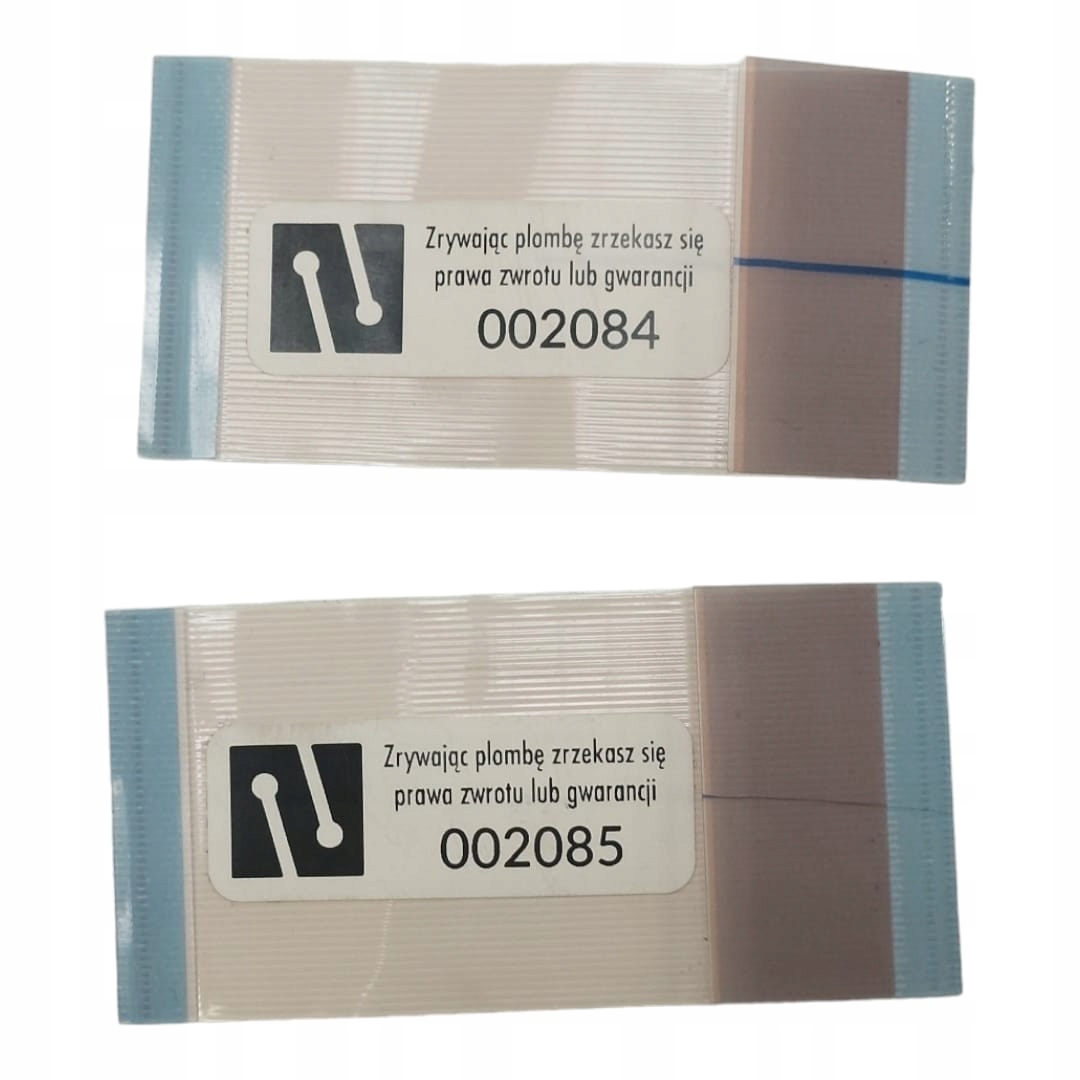 Zrywając plombę zrzekasz się
prawa zwrotu lub gwarancji
002084
Zrywając plombę zrzekasz się
prawa zwrotu lub gwarancji
002085